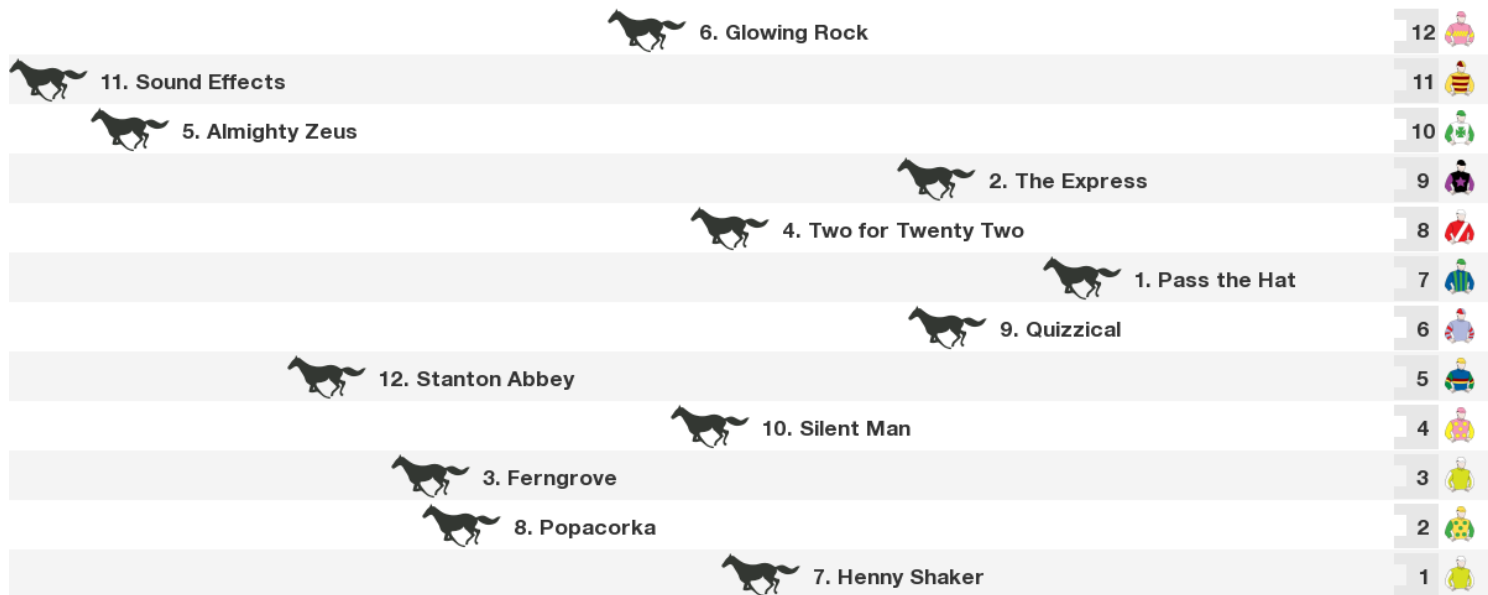 6. Glowing Rock 12
11. Sound Effects 11
5. Almighty Zeus 10
2. The Express 9
4. Two for Twenty Two 8
1. Pass the Hat 7
9. Quizzical 6
12. Stanton Abbey 5
10. Silent Man 4
3. Ferngrove 3
8. Popacorka 2
7. Henny Shaker 1